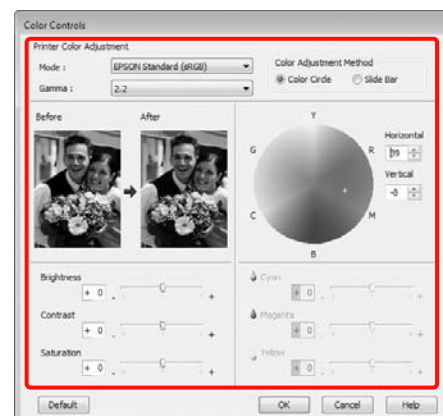 Color Controls
Printer Color Adjustment
Mode : EPSON Standard (sRGB)
Gamma : 2.2
Color Adjustment Method
Color Circle Slide Bar
Before After
Y
G R
C M
B
Horizontal
Vertical
Brightness
+ 0 - +
Contrast
+ 0 - +
Saturation
+ 0 - +
Cyan
+ 0 - +
Magenta
+ 0 - +
Yellow
+ 0 - +
Default OK Cancel Help